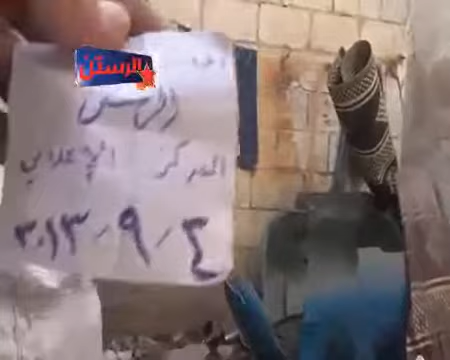 الرستن
الرستن
المركز الإعلامي
٤ / ٩ / ٢٠١٣